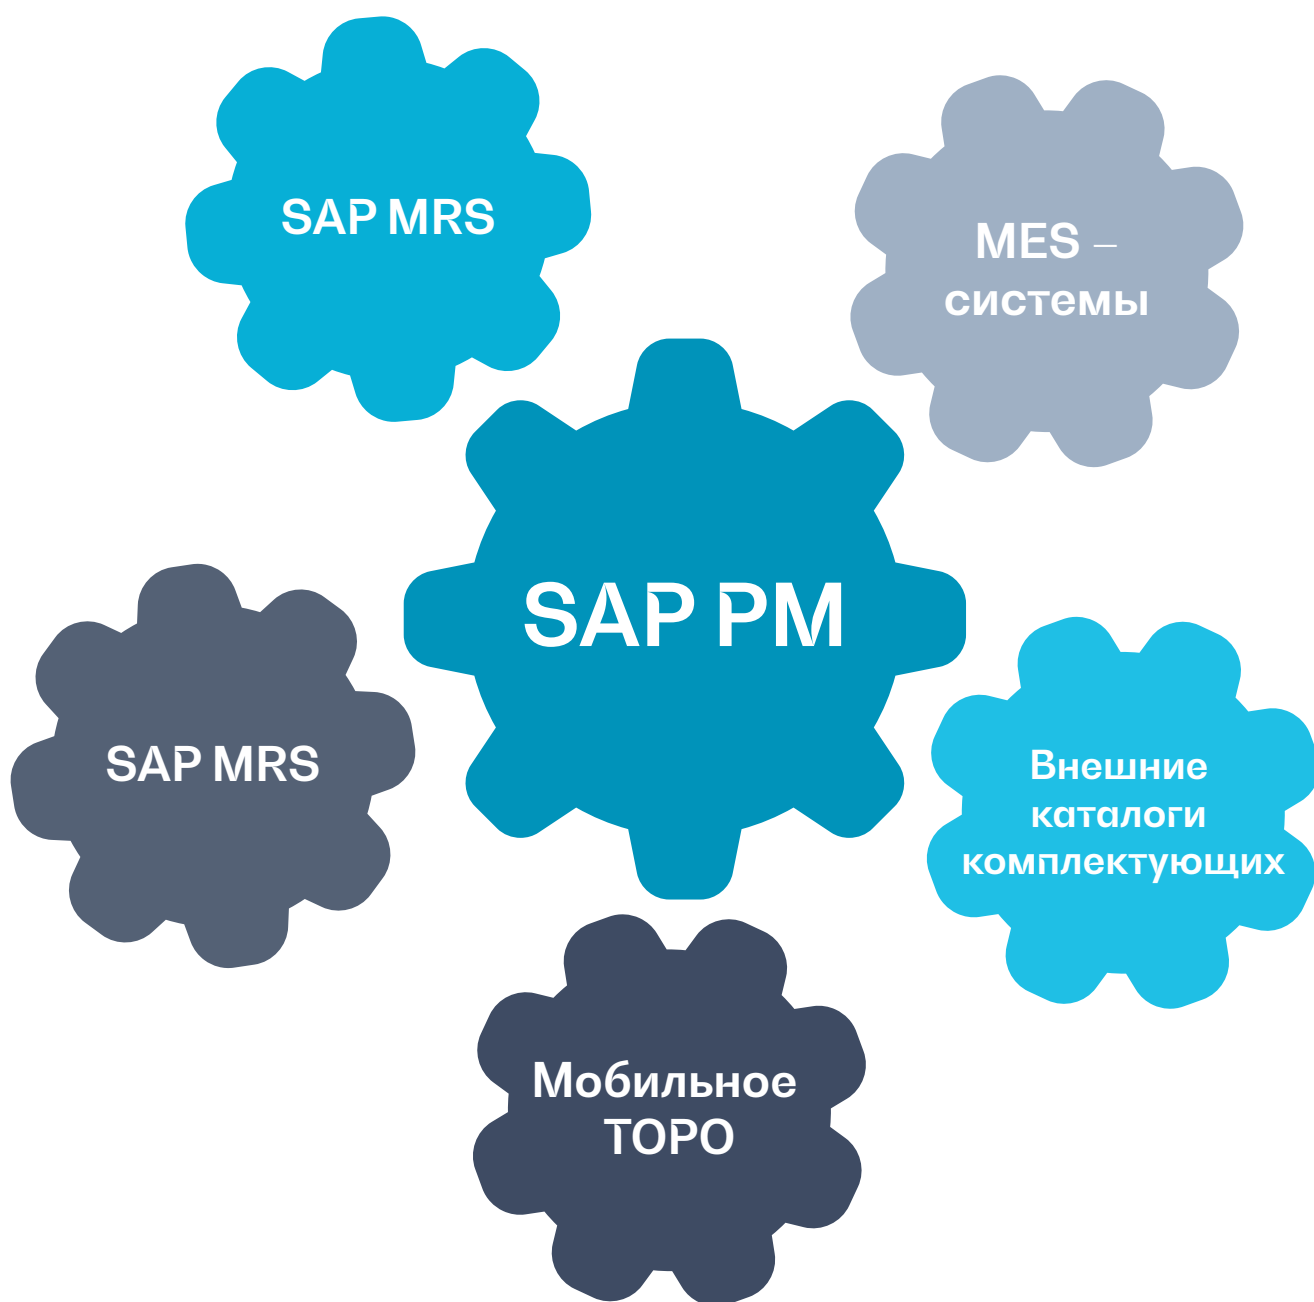 SAP MRS
MES –
системы
SAP PM
SAP MRS
Внешние
каталоги
комплектующих
Мобильное
ТОРО